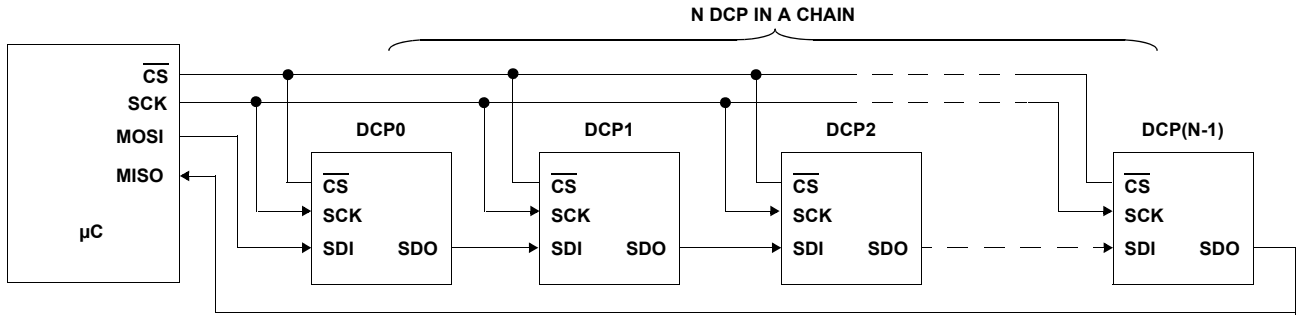 N DCP IN A CHAIN
CS
SCK
MOSI
MISO
µC
DCP0
CS
SCK
SDI SDO
DCP1
CS
SCK
SDI SDO
DCP2
CS
SCK
SDI SDO
DCP(N-1)
CS
SCK
SDI SDO